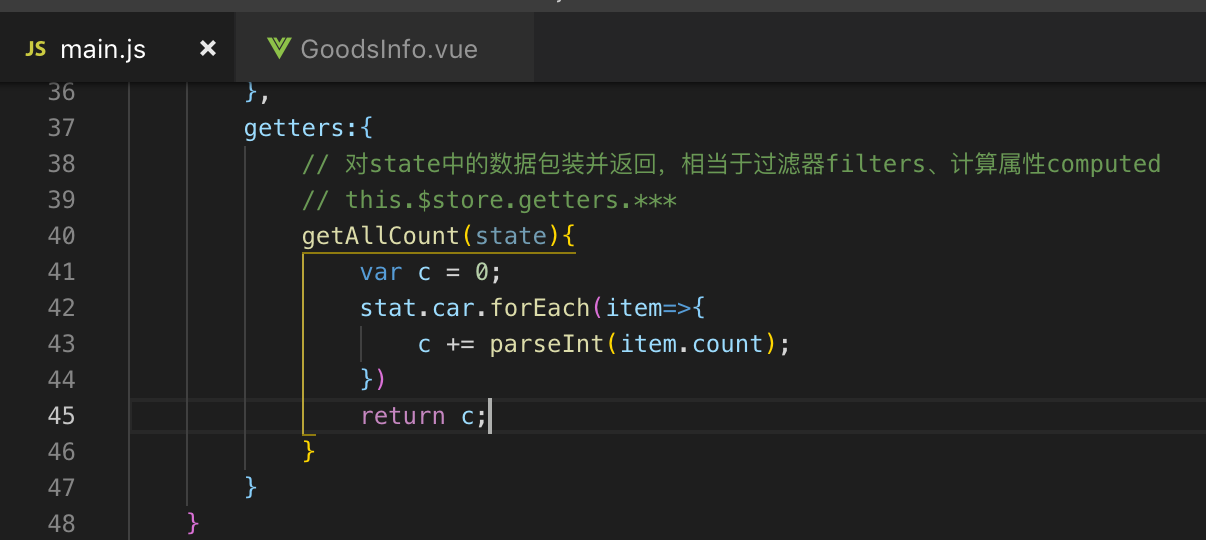 JS main.js × GoodsInfo.vue
36 },
37 getters:{
38 // 对state中的数据包装并返回，相当于过滤器filters、计算属性computed
39 // this.$store.getters.***
40 getAllCount(state){
41 var c = 0;
42 stat.car.forEach(item=>{
43 c += parseInt(item.count);
44 })
45 return c;
46 }
47 }
48 }